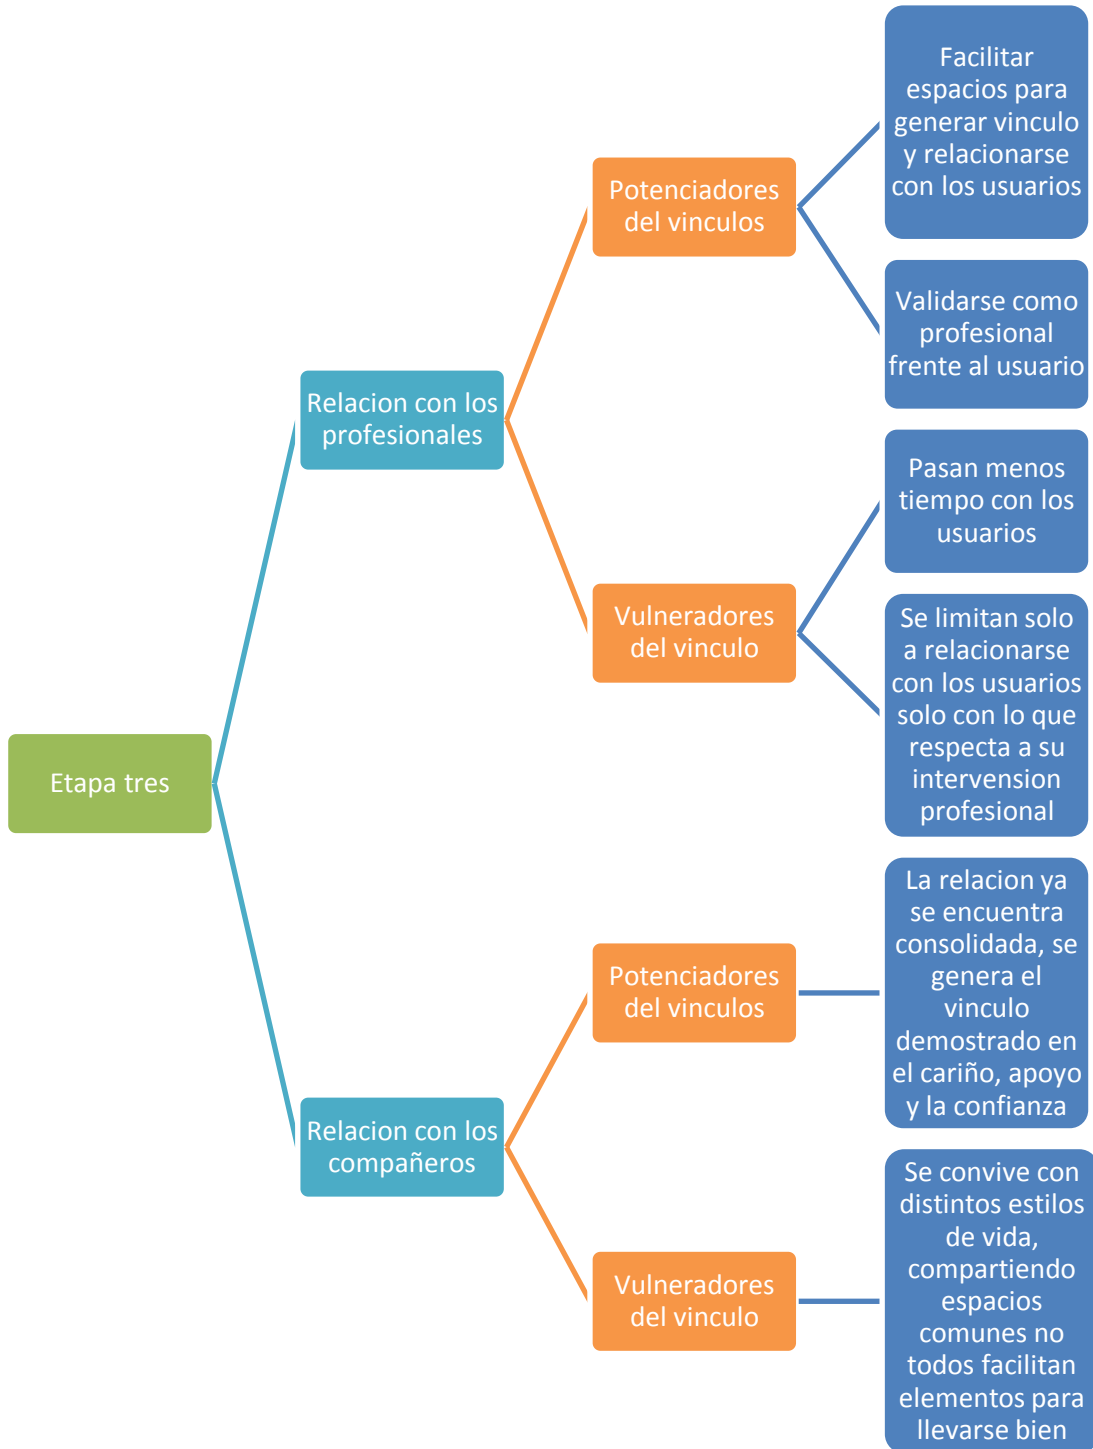 Etapa tres
Relacion con los
profesionales
Potenciadores
del vinculos
Facilitar
espacios para
generar vinculo
y relacionarse
con los usuarios
Validarse como
profesional
frente al usuario
Vulneradores
del vinculo
Pasan menos
tiempo con los
usuarios
Se limitan solo
a relacionarse
con los usuarios
solo con lo que
respecta a su
intervension
profesional
Relacion con los
compañeros
Potenciadores
del vinculos
La relacion ya
se encuentra
consolidada, se
genera el
vinculo
demostrado en
el cariño, apoyo
y la confianza
Vulneradores
del vinculo
Se convive con
distintos estilos
de vida,
compartiendo
espacios
comunes no
todos facilitan
elementos para
llevarse bien